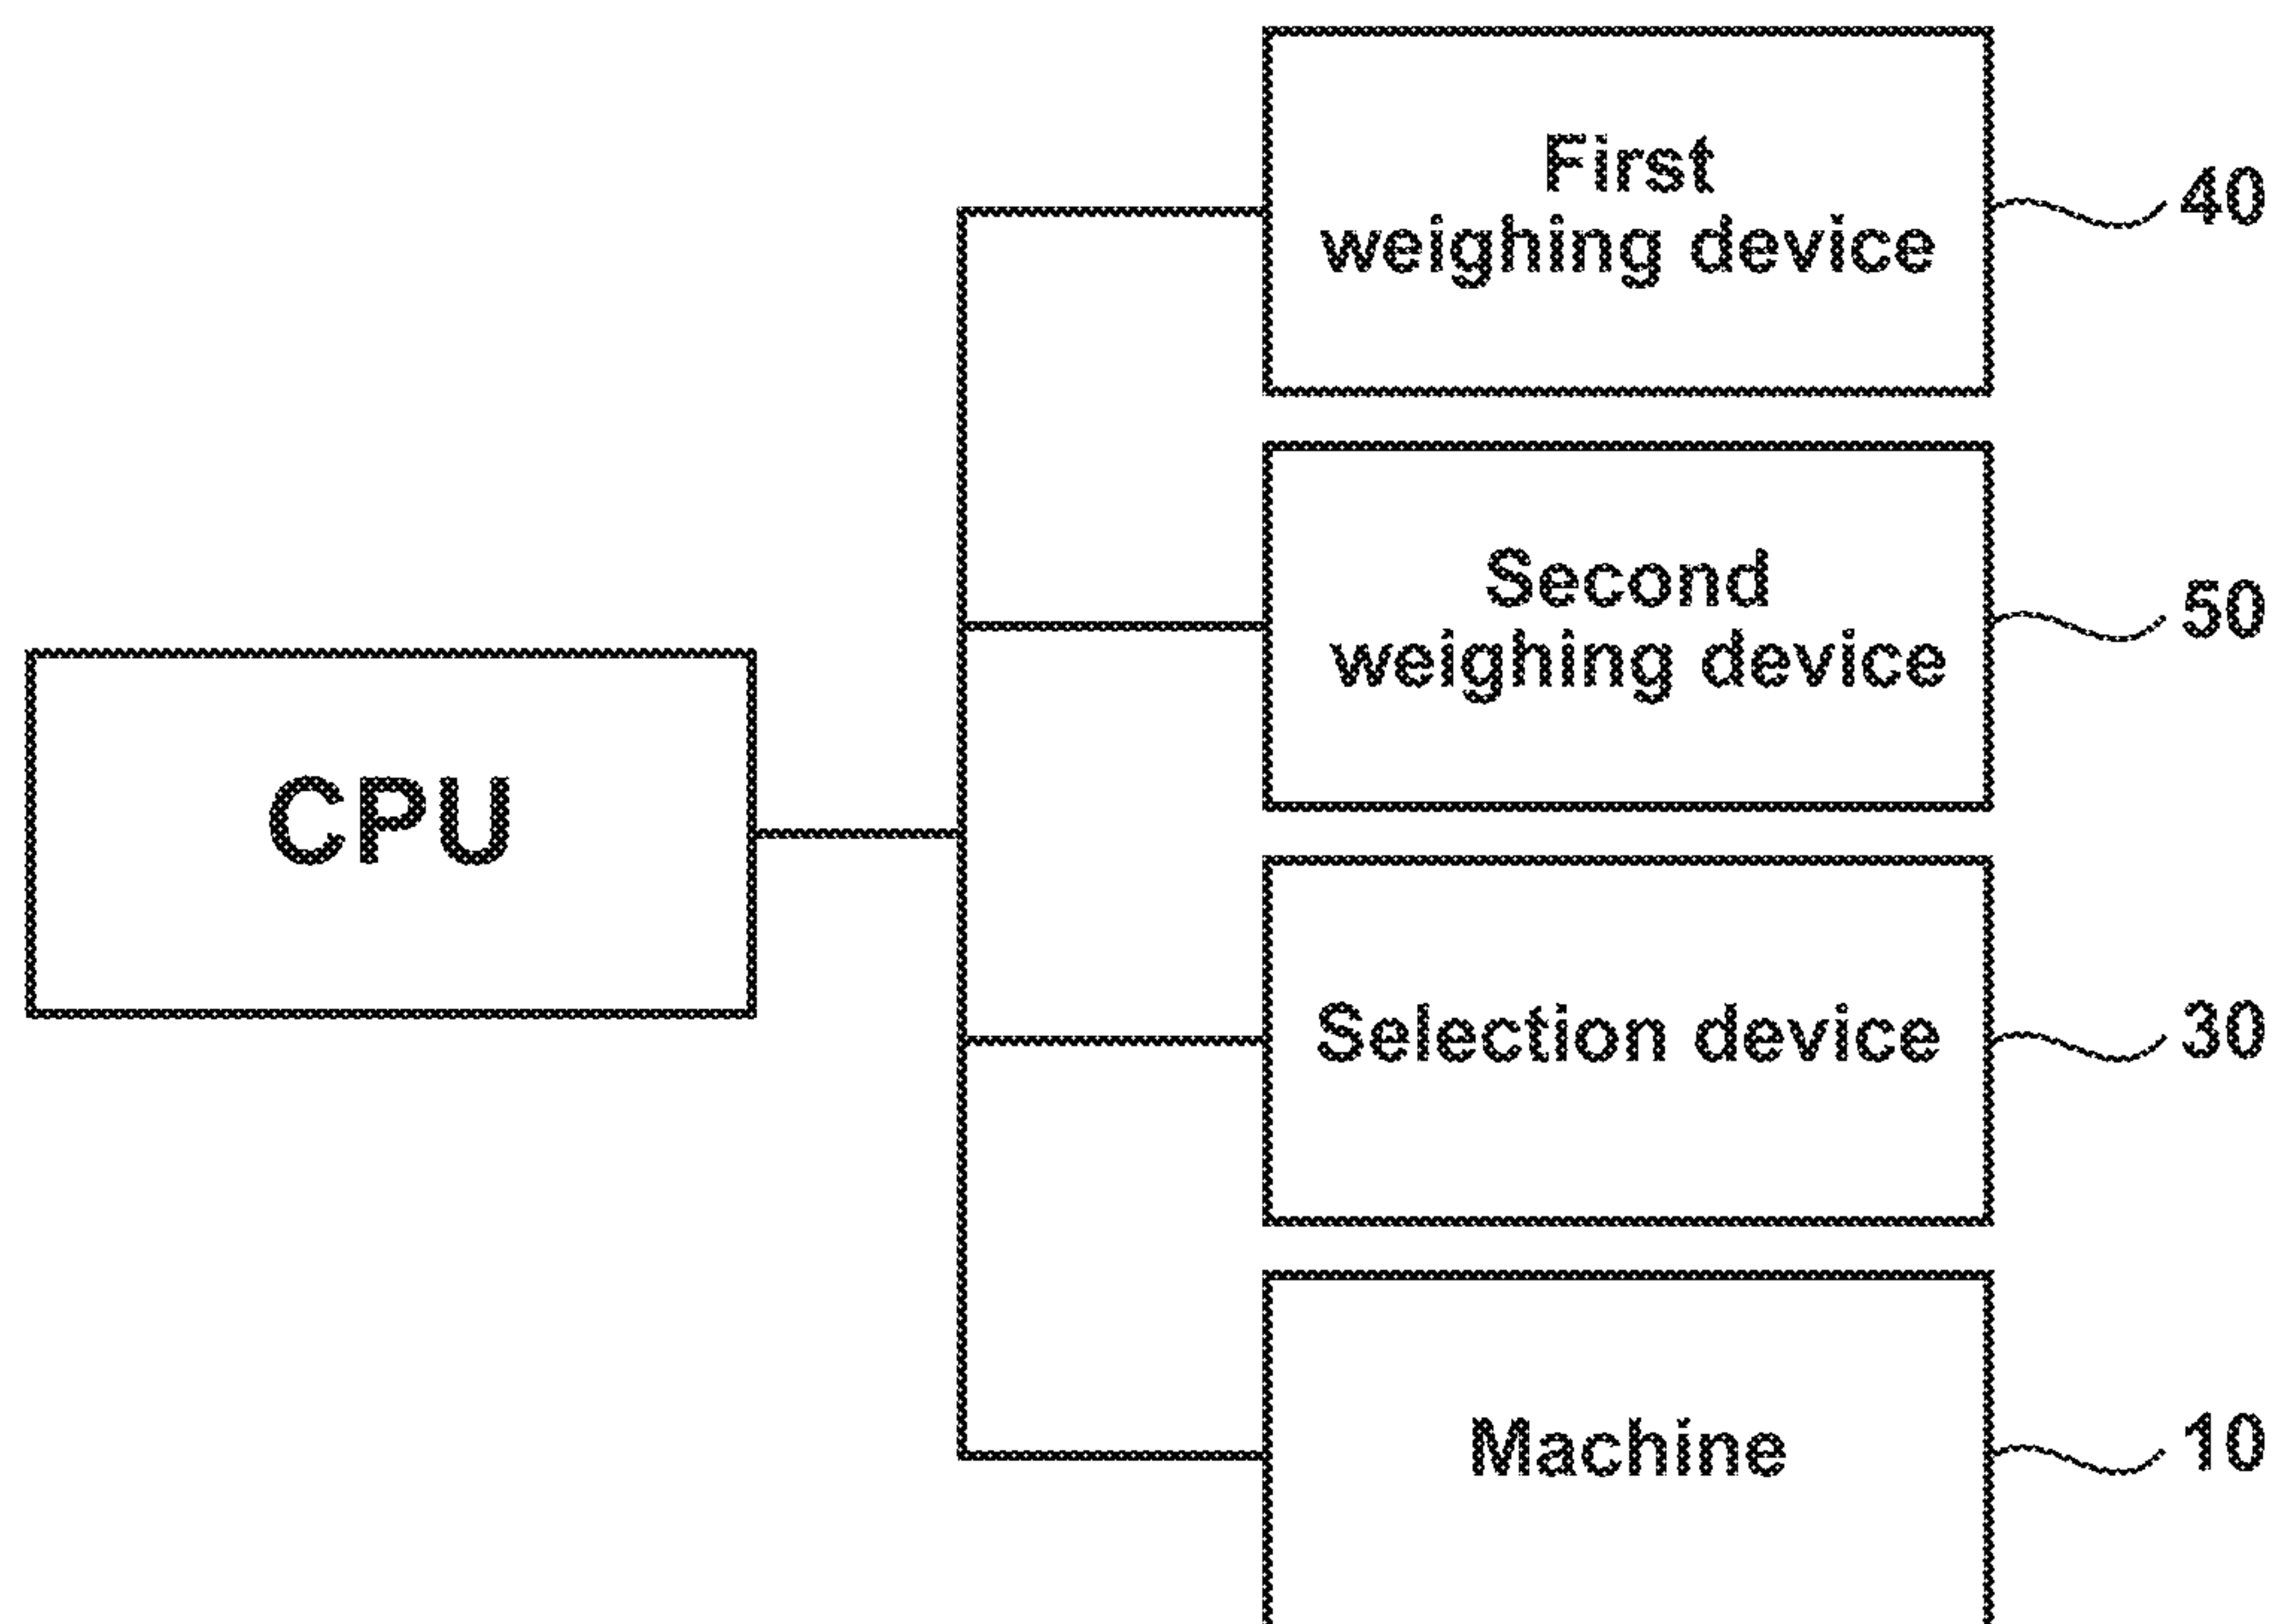 First
weighing device
40
Second
weighing device
50
CPU
Selection device
30
Machine
10